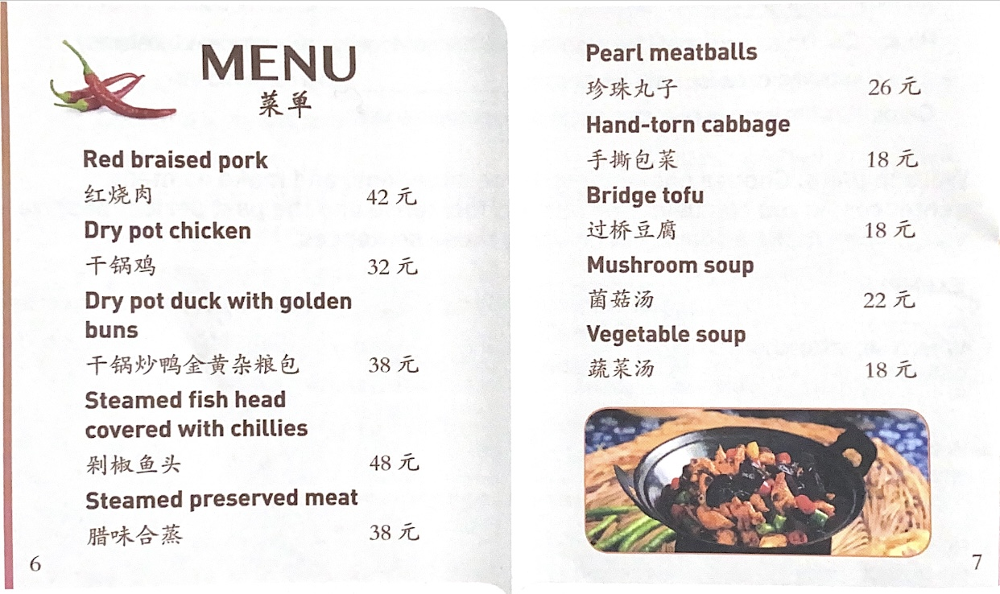 MENU
菜单
Red braised pork
红烧肉 42 元
Dry pot chicken
干锅鸡 32 元
Dry pot duck with golden
buns
干锅炒鸭金黄杂粮包 38 元
Steamed fish head
covered with chillies
剁椒鱼头 48 元
Steamed preserved meat
腊味合蒸 38 元
6
Pearl meatballs
珍珠丸子 26 元
Hand-torn cabbage
手撕包菜 18 元
Bridge tofu
过桥豆腐 18 元
Mushroom soup
菌菇汤 22 元
Vegetable soup
蔬菜汤 18 元
7